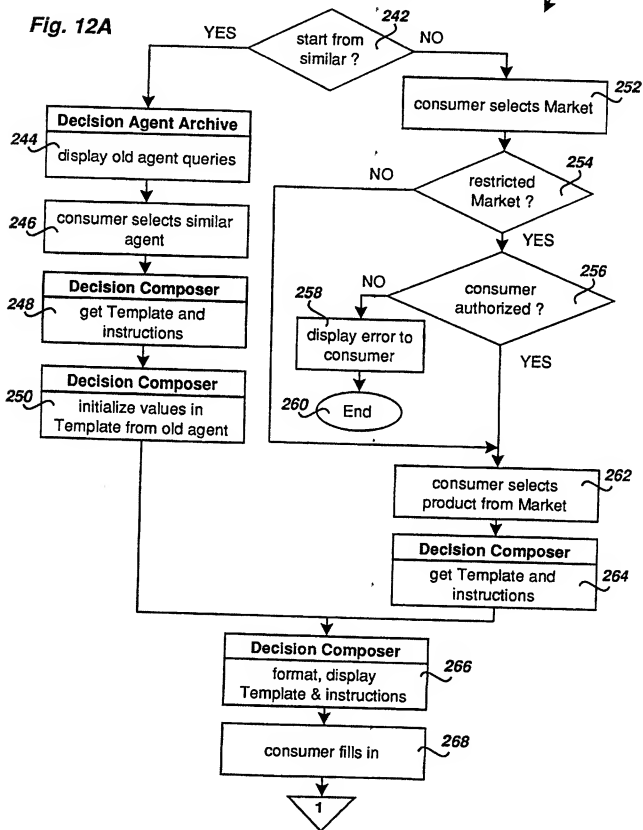 Fig. 12A
242
start from
similar ?
YES
NO
Decision Agent Archive
244
display old agent queries
246
consumer selects similar
agent
Decision Composer
248
get Template and
instructions
Decision Composer
250
initialize values in
Template from old agent
252
consumer selects Market
254
restricted
Market ?
NO
YES
256
consumer
authorized ?
NO
YES
258
display error to
consumer
260
End
262
consumer selects
product from Market
Decision Composer
264
get Template and
instructions
Decision Composer
266
format, display
Template & instructions
268
consumer fills in
1